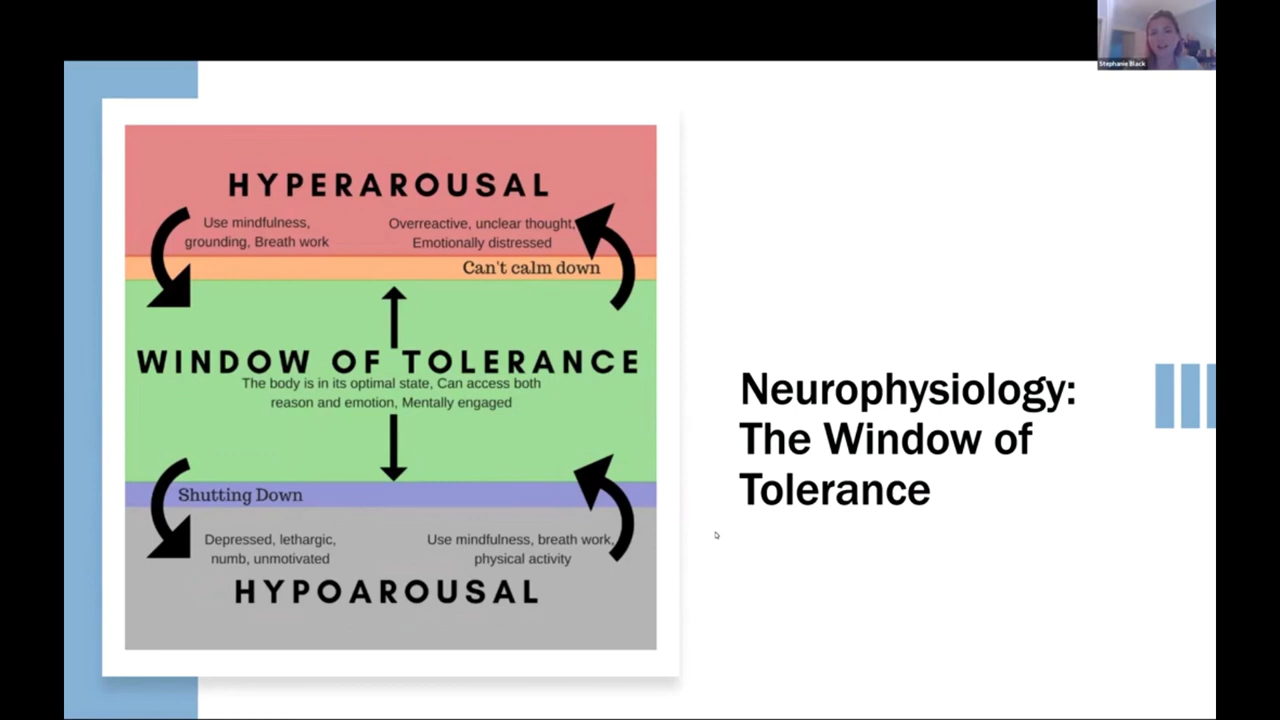 Stephanie Black
HYPERAROUSAL
Use mindfulness,
grounding, Breath work
Overreactive, unclear thought,
Emotionally distressed
Can't calm down
WINDOW OF TOLERANCE
The body is in its optimal state, Can access both
reason and emotion, Mentally engaged
Shutting Down
Depressed, lethargic,
numb, unmotivated
Use mindfulness, breath work,
physical activity
HYPOAROUSAL
Neurophysiology:
The Window of
Tolerance